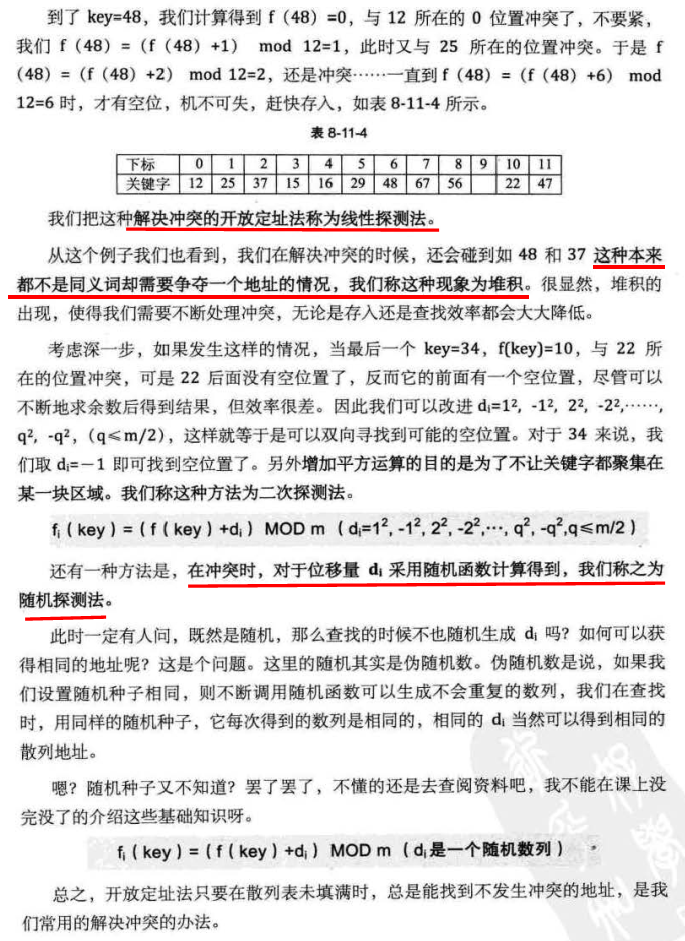 到了 key=48，我们计算得到 f（48）=0，与 12 所在的 0 位置冲突了，不要紧，
我们 f（48）=（f（48）+1） mod 12=1，此时又与 25 所在的位置冲突。于是 f
（48）=（f（48）+2） mod 12=2，还是冲突……一直到 f（48）=（f（48）+6） mod
12=6 时，才有空位，机不可失，赶快存入，如表 8-11-4 所示。
表 8-11-4
下标 0 1 2 3 4 5 6 7 8 9 10 11
关键字 12 25 37 15 16 29 48 67 56 22 47
我们把这种解决冲突的开放定址法称为线性探测法。
从这个例子我们也看到，我们在解决冲突的时候，还会碰到如 48 和 37 这种本来
都不是同义词却需要争夺一个地址的情况，我们称这种现象为堆积。很显然，堆积的
出现，使得我们需要不断处理冲突，无论是存入还是查找效率都会大大降低。
考虑深一步，如果发生这样的情况，当最后一个 key=34，f(key)=10，与 22 所
在的位置冲突，可是 22 后面没有空位置了，反而它的前面有一个空位置，尽管可以
不断地求余数后得到结果，但效率很差。因此我们可以改进 dᵢ=1², -1², 2², -2²,……,
q², -q²,（q≤m/2），这样就等于是可以双向寻找到可能的空位置。对于 34 来说，我
们取 dᵢ=－1 即可找到空位置了。另外增加平方运算的目的是为了不让关键字都聚集在
某一块区域。我们称这种方法为二次探测法。
fᵢ（key）=（f（key）+dᵢ） MOD m （dᵢ=1², -1², 2², -2²,…, q², -q²,q≤m/2）
还有一种方法是，在冲突时，对于位移量 dᵢ 采用随机函数计算得到，我们称之为
随机探测法。
此时一定有人问，既然是随机，那么查找的时候不也随机生成 dᵢ 吗？如何可以获
得相同的地址呢？这是个问题。这里的随机其实是伪随机数。伪随机数是说，如果我
们设置随机种子相同，则不断调用随机函数可以生成不会重复的数列，我们在查找
时，用同样的随机种子，它每次得到的数列是相同的，相同的 dᵢ 当然可以得到相同的
散列地址。
嗯？随机种子又不知道？罢了罢了，不懂的还是去查阅资料吧，我不能在课上没
完没了的介绍这些基础知识呀。
fᵢ（key）=（f（key）+dᵢ） MOD m （dᵢ是一个随机数列）
总之，开放定址法只要在散列表未填满时，总是能找到不发生冲突的地址，是我
们常用的解决冲突的办法。